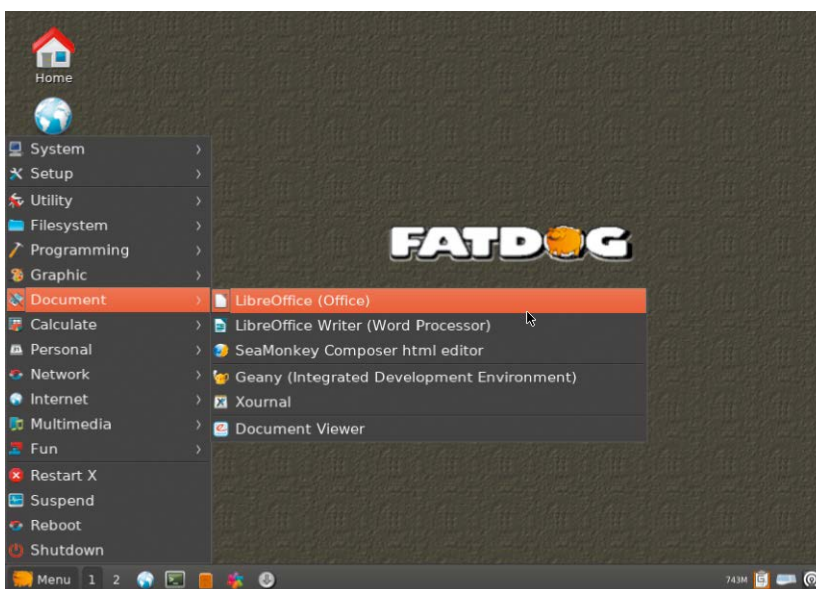 Home
System
Setup
Utility
Filesystem
FATDOG
Programming
Graphic
Document
LibreOffice (Office)
Calculate
LibreOffice Writer (Word Processor)
Personal
SeaMonkey Composer html editor
Network
Geany (Integrated Development Environment)
Internet
Xournal
Multimedia
Document Viewer
Fun
Restart X
Suspend
Reboot
Shutdown
Menu 1 2 743M